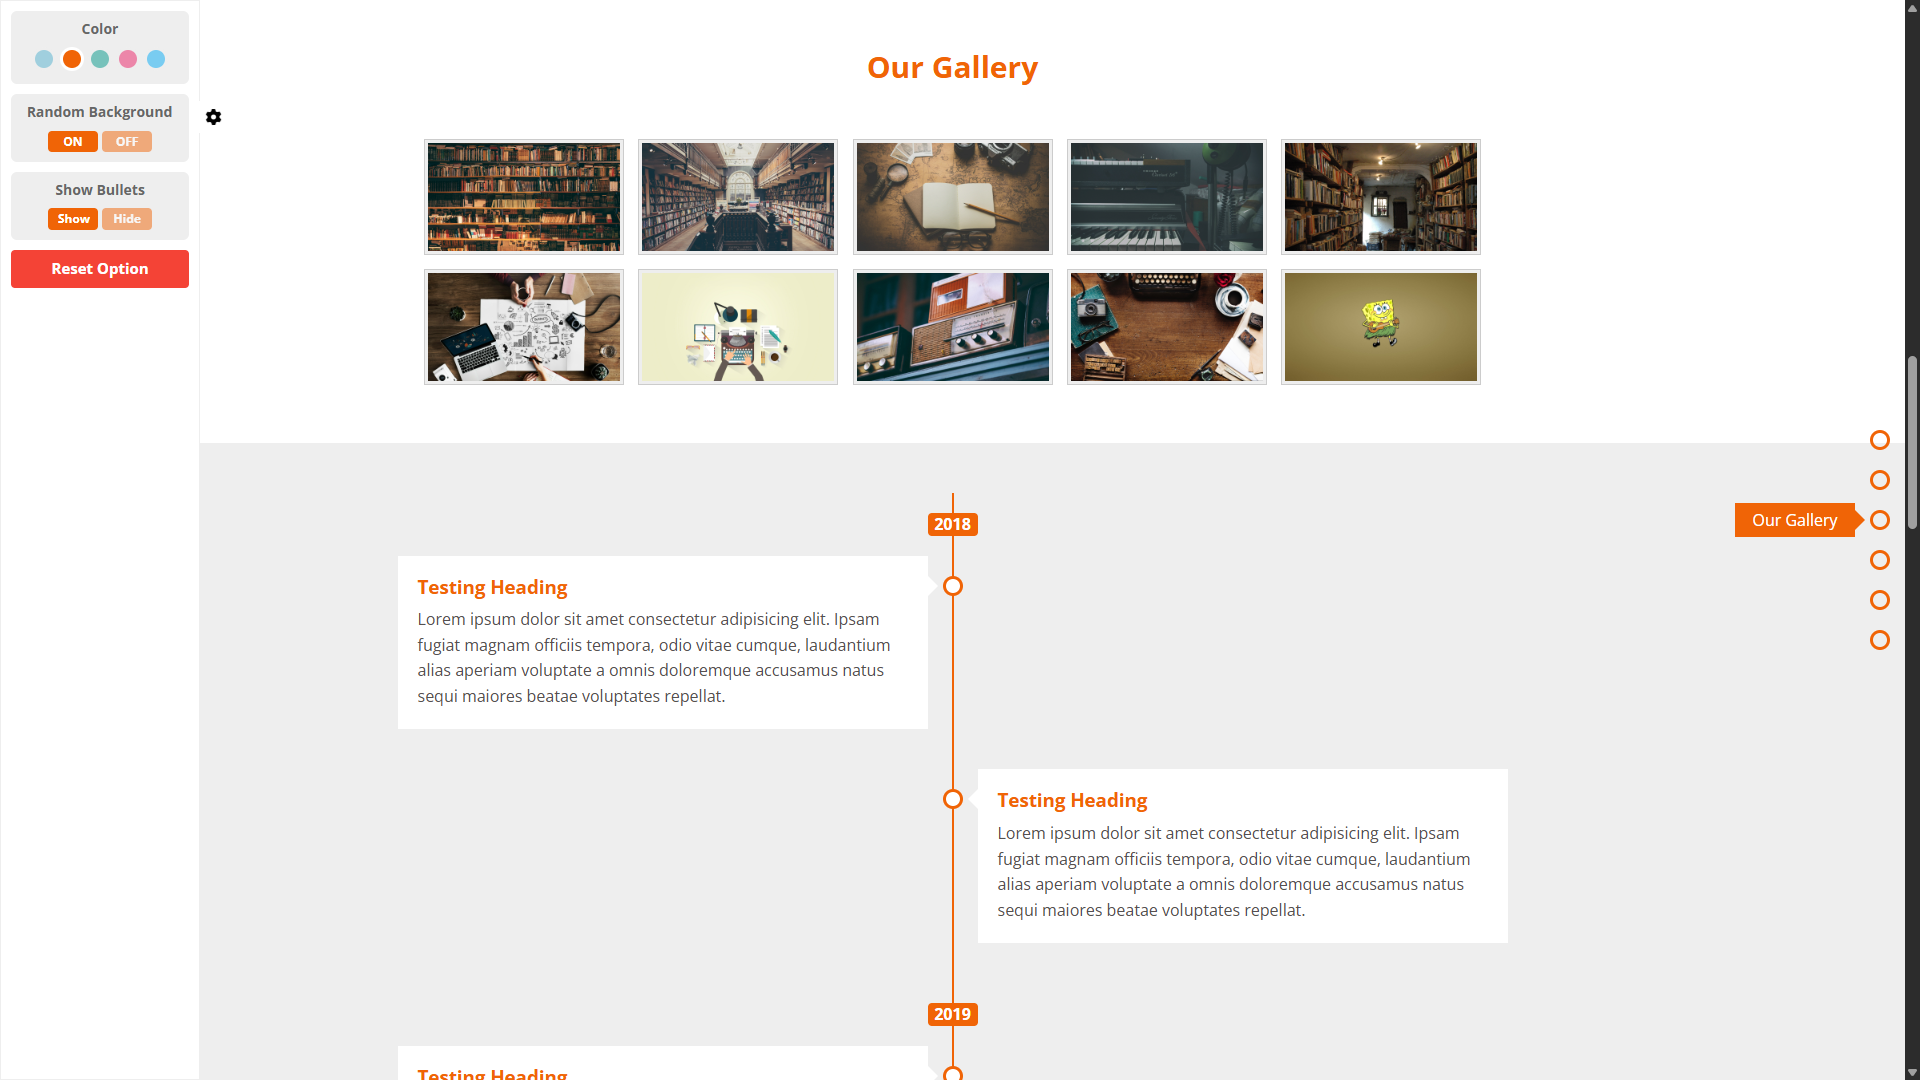 Color
Random Background
ON
OFF
Show Bullets
Show
Hide
Reset Option
Our Gallery
Our Gallery
2018
Testing Heading
Lorem ipsum dolor sit amet consectetur adipisicing elit. Ipsam
fugiat magnam officiis tempora, odio vitae cumque, laudantium
alias aperiam voluptate a omnis doloremque accusamus natus
sequi maiores beatae voluptates repellat.
Testing Heading
Lorem ipsum dolor sit amet consectetur adipisicing elit. Ipsam
fugiat magnam officiis tempora, odio vitae cumque, laudantium
alias aperiam voluptate a omnis doloremque accusamus natus
sequi maiores beatae voluptates repellat.
2019
Testing Heading